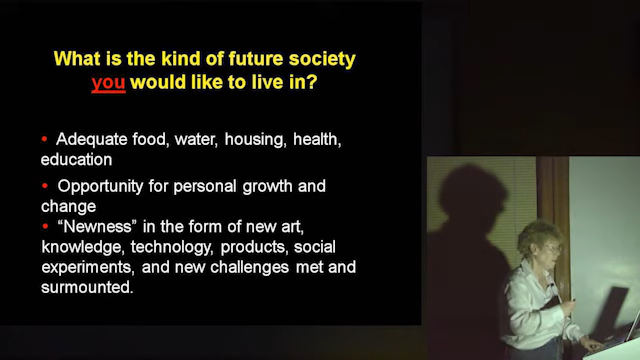 What is the kind of future society
you would like to live in?
• Adequate food, water, housing, health,
education
• Opportunity for personal growth and
change
• “Newness” in the form of new art,
knowledge, technology, products, social
experiments, and new challenges met and
surmounted.